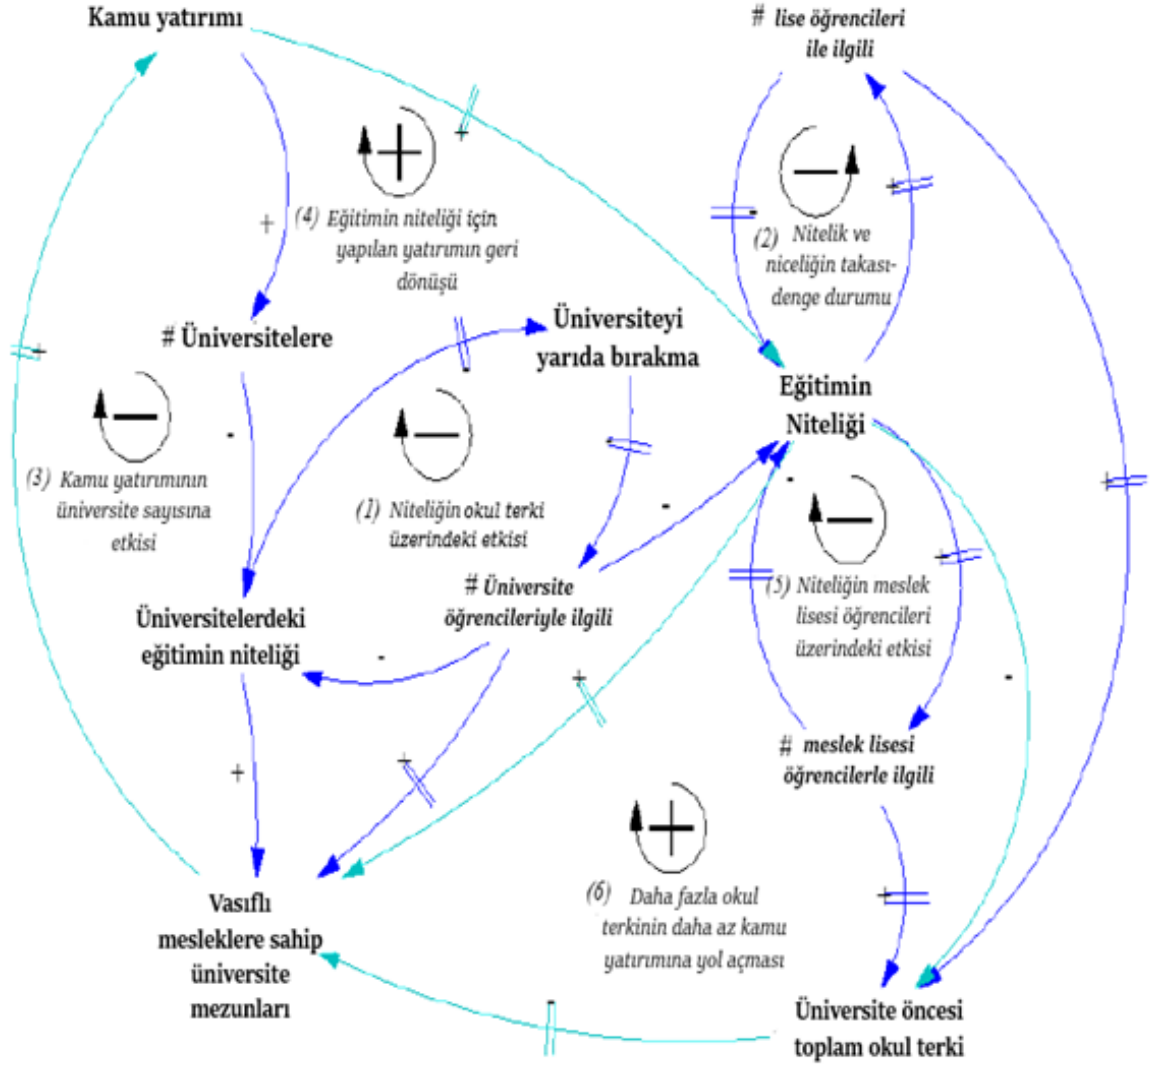 Kamu yatırımı
# lise öğrencileri
ile ilgili
+
+
+
(4) Eğitimin niteliği için
yapılan yatırımın geri
dönüşü
+
-
-
+
(2) Nitelik ve
niceliğin takası-
denge durumu
# Üniversitelere
Üniversiteyi
yarıda bırakma
Eğitimin
Niteliği
+
-
-
(3) Kamu yatırımının
üniversite sayısına
etkisi
-
-
(1) Niteliğin okul terki
üzerindeki etkisi
-
-
-
-
+
+
(5) Niteliğin meslek
lisesi öğrencileri
üzerindeki etkisi
# Üniversite
öğrencileriyle ilgili
Üniversitelerdeki
eğitimin niteliği
-
+
-
# meslek lisesi
öğrencilerle ilgili
+
+
+
(6) Daha fazla okul
terkinin daha az kamu
yatırımına yol açması
+
Vasıflı
mesleklere sahip
üniversite
mezunları
-
Üniversite öncesi
toplam okul terki